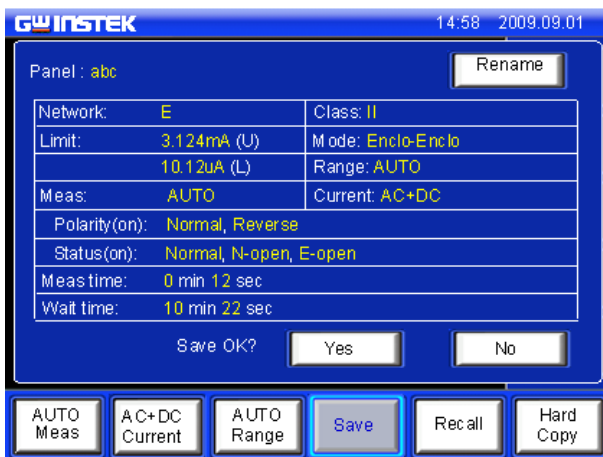 GWINSTEK 14:58 2009.09.01
Panel : abc Rename
Network: E Class: II
Limit: 3.124mA (U) Mode: Enclo-Enclo
10.12uA (L) Range: AUTO
Meas: AUTO Current: AC+DC
Polarity(on): Normal, Reverse
Status(on): Normal, N-open, E-open
Meas time: 0 min 12 sec
Wait time: 10 min 22 sec
Save OK? Yes No
AUTO Meas
AC+DC Current
AUTO Range
Save
Recall
Hard Copy